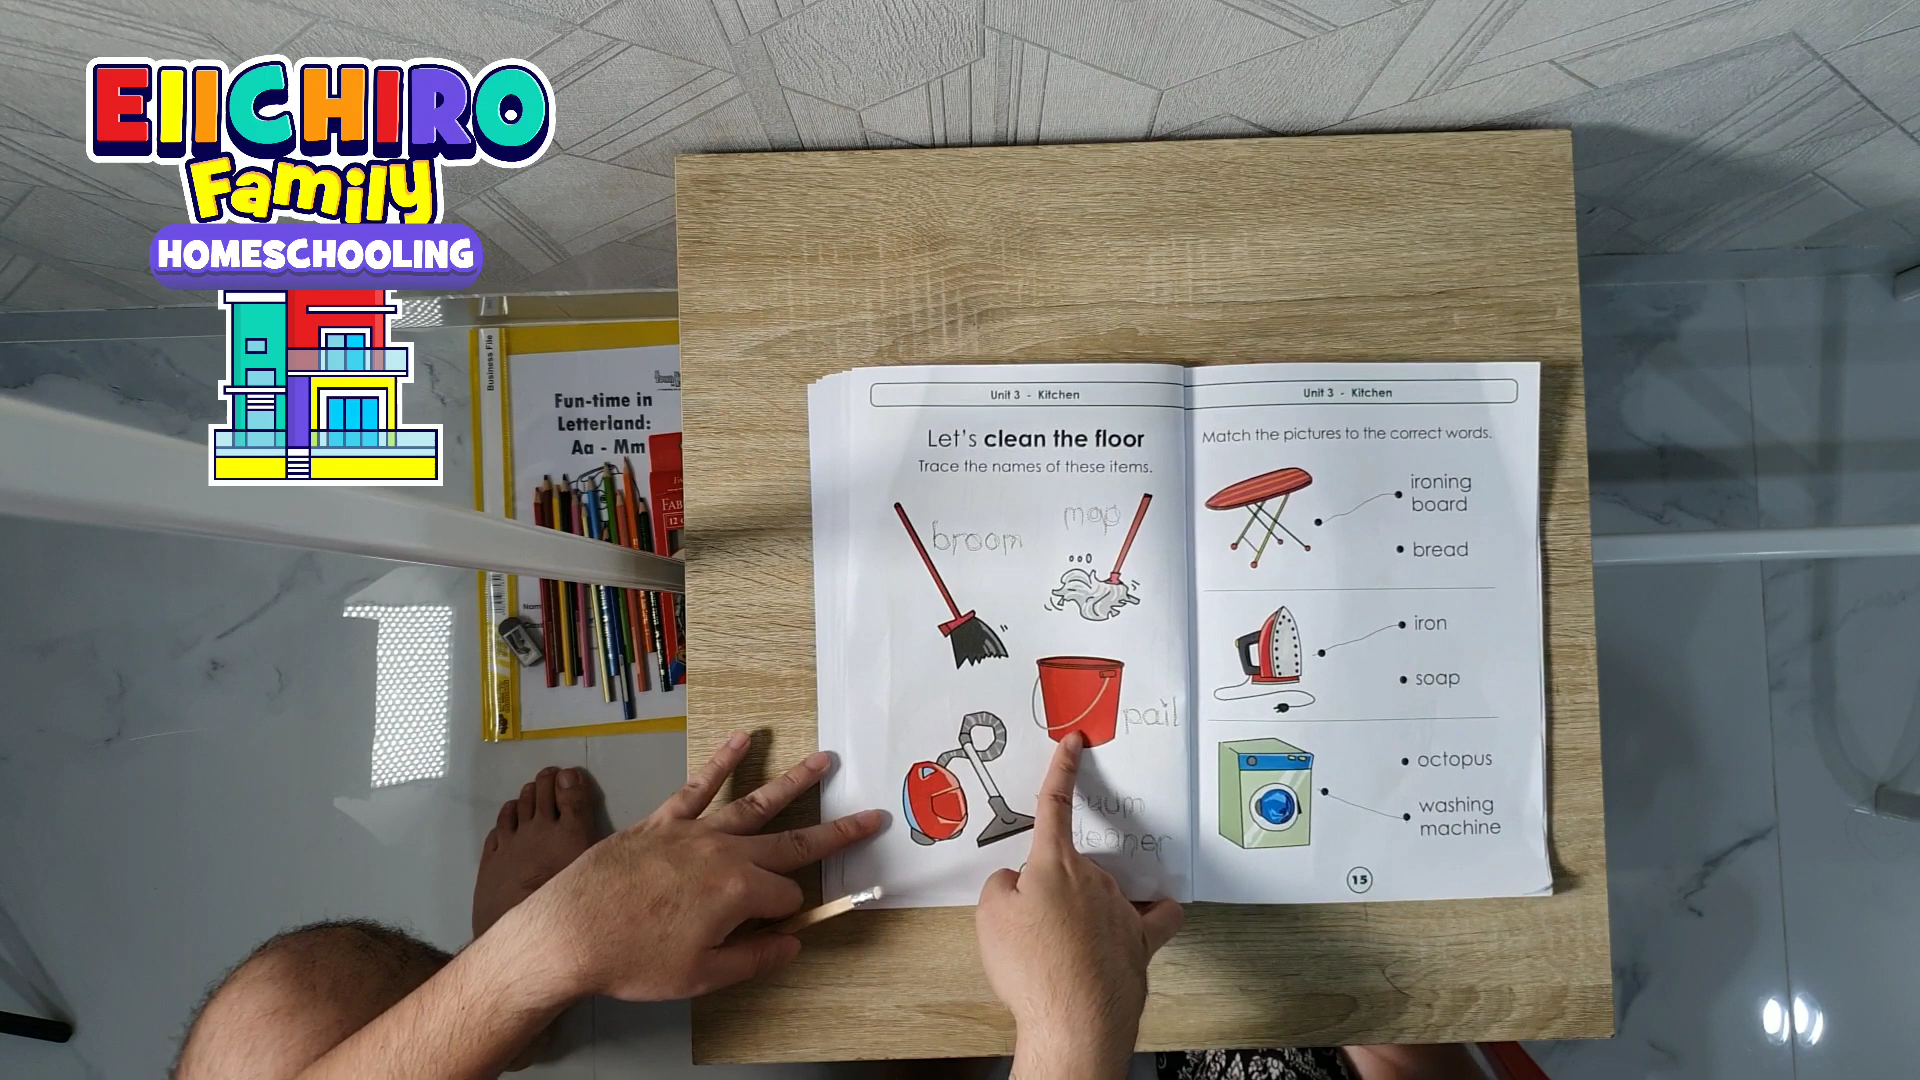 EIICHIRO
Family
HOMESCHOOLING
Business File
Fun-time in
Letterland:
Aa - Mm
Unit 3 - Kitchen
Let's clean the floor
Trace the names of these items.
broom
mop
pail
cleaner
Unit 3 - Kitchen
Match the pictures to the correct words.
ironing
board
bread
iron
soap
octopus
washing
machine
15